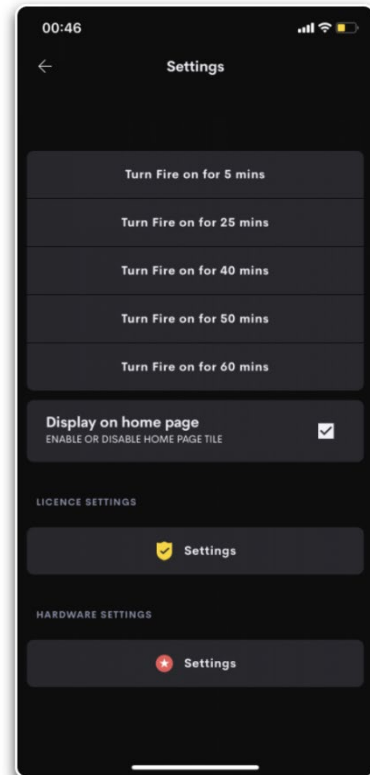 00:46
Settings
Turn Fire on for 5 mins
Turn Fire on for 25 mins
Turn Fire on for 40 mins
Turn Fire on for 50 mins
Turn Fire on for 60 mins
Display on home page
ENABLE OR DISABLE HOME PAGE TILE
LICENCE SETTINGS
Settings
HARDWARE SETTINGS
Settings